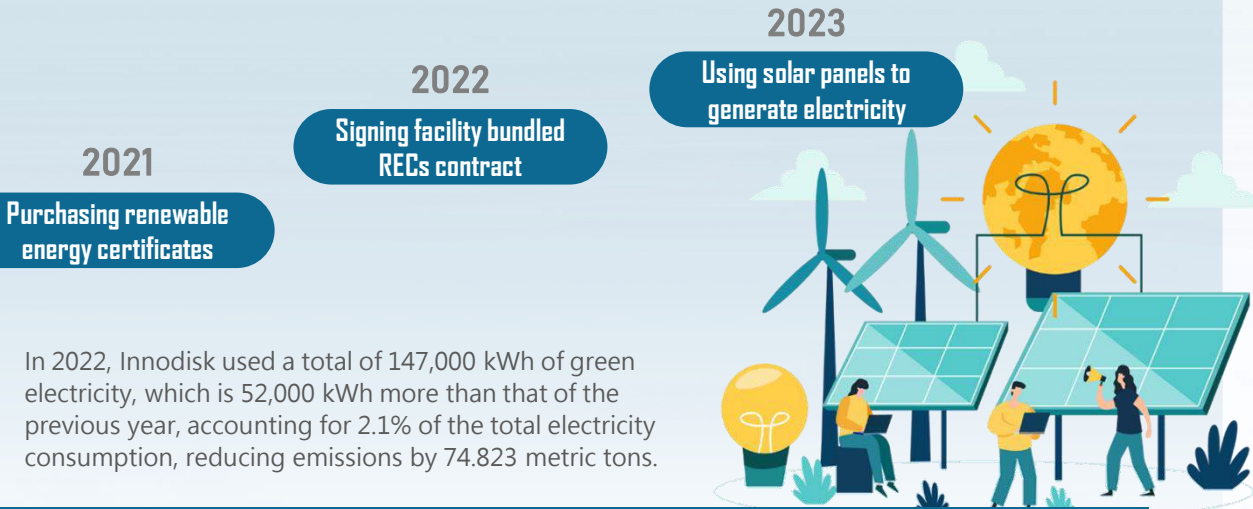 2021
Purchasing renewable
energy certificates
2022
Signing facility bundled
RECs contract
2023
Using solar panels to
generate electricity
In 2022, Innodisk used a total of 147,000 kWh of green
electricity, which is 52,000 kWh more than that of the
previous year, accounting for 2.1% of the total electricity
consumption, reducing emissions by 74.823 metric tons.